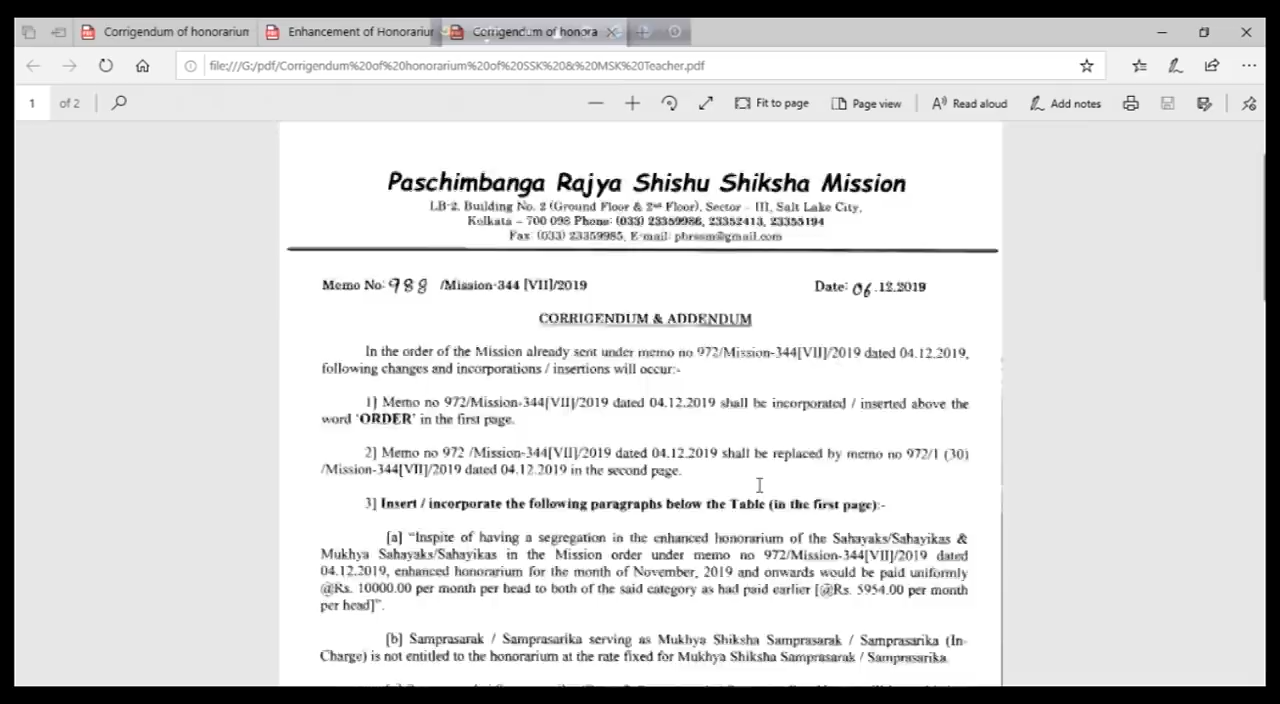 Corrigendum of honorarium
Enhancement of Honorariur
Corrigendum of honora
file:///G:/pdf/Corrigendum%20of%20honorarium%20of%20SSK%20&%20MSK%20Teacher.pdf
1 of 2
Fit to page
Page view
Read aloud
Add notes
Paschimbanga Rajya Shishu Shiksha Mission
LB-2, Building No. 2 (Ground Floor & 2nd Floor), Sector – III, Salt Lake City,
Kolkata – 700 098 Phone: (033) 23359986, 23352413, 23355194
Fax: (033) 23359985, E-mail: pbrssm@gmail.com
Memo No: 988 /Mission-344 [VII]/2019
Date: 06.12.2019
CORRIGENDUM & ADDENDUM
In the order of the Mission already sent under memo no 972/Mission-344[VII]/2019 dated 04.12.2019,
following changes and incorporations / insertions will occur:-
1] Memo no 972/Mission-344[VII]/2019 dated 04.12.2019 shall be incorporated / inserted above the
word ‘ORDER’ in the first page.
2] Memo no 972 /Mission-344[VII]/2019 dated 04.12.2019 shall be replaced by memo no 972/1 (30)
/Mission-344[VII]/2019 dated 04.12.2019 in the second page.
3] Insert / incorporate the following paragraphs below the Table (in the first page):-
[a] “Inspite of having a segregation in the enhanced honorarium of the Sahayaks/Sahayikas &
Mukhya Sahayaks/Sahayikas in the Mission order under memo no 972/Mission-344[VII]/2019 dated
04.12.2019, enhanced honorarium for the month of November, 2019 and onwards would be paid uniformly
@Rs. 10000.00 per month per head to both of the said category as had paid earlier [@Rs. 5954.00 per month
per head]”.
[b] Samprasarak / Samprasarika serving as Mukhya Shiksha Samprasarak / Samprasarika (In-
Charge) is not entitled to the honorarium at the rate fixed for Mukhya Shiksha Samprasarak / Samprasarika.